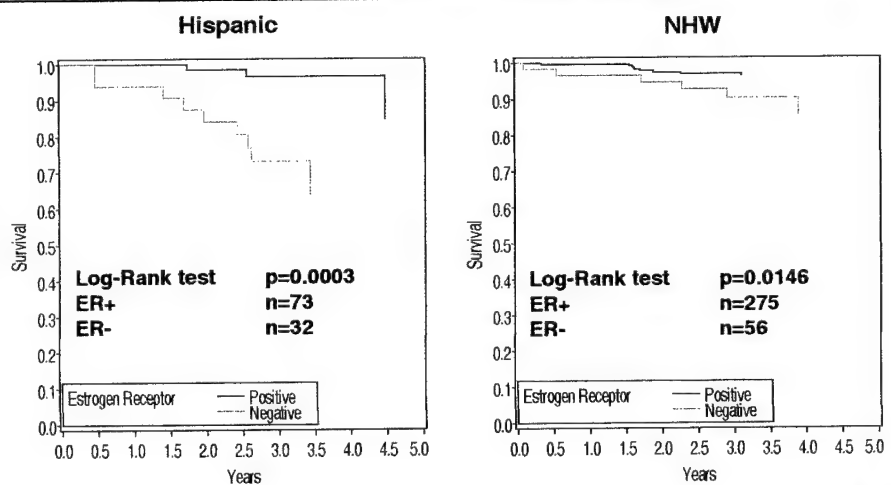 Hispanic
1.0
0.9
0.8
0.7
0.6
0.5
0.4
0.3
0.2
0.1
0.0
Survival
Log-Rank test p=0.0003
ER+ n=73
ER- n=32
Estrogen Receptor Positive
Negative
0.0 0.5 1.0 1.5 2.0 2.5 3.0 3.5 4.0 4.5 5.0
Years
NHW
1.0
0.9
0.8
0.7
0.6
0.5
0.4
0.3
0.2
0.1
0.0
Survival
Log-Rank test p=0.0146
ER+ n=275
ER- n=56
Estrogen Receptor Positive
Negative
0.0 0.5 1.0 1.5 2.0 2.5 3.0 3.5 4.0 4.5 5.0
Years